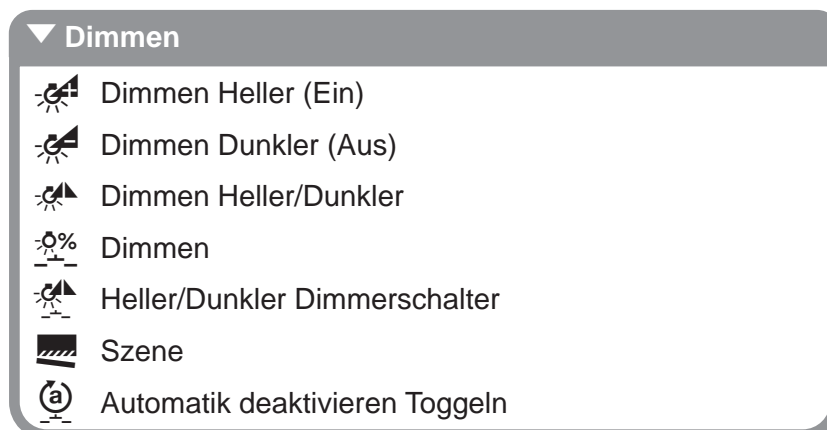 Dimmen
Dimmen Heller (Ein)
Dimmen Dunkler (Aus)
Dimmen Heller/Dunkler
% Dimmen
Heller/Dunkler Dimmerschalter
Szene
a Automatik deaktivieren Toggeln